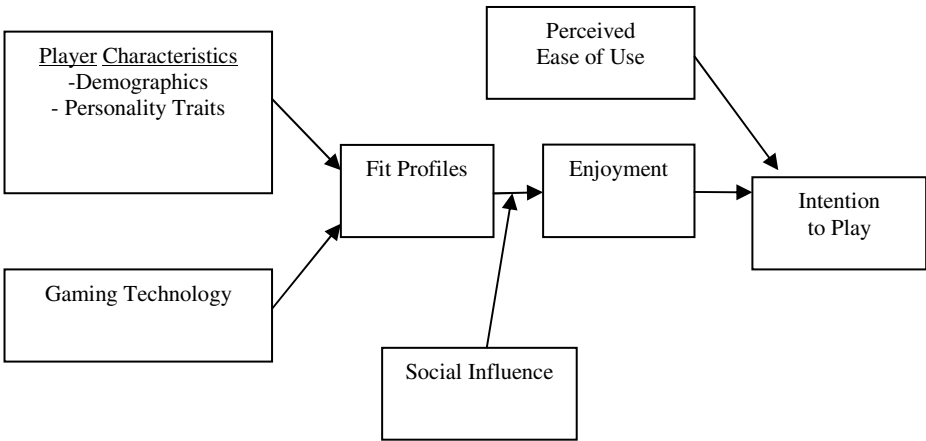 Player Characteristics
-Demographics
- Personality Traits
Perceived
Ease of Use
Fit Profiles
Enjoyment
Intention
to Play
Gaming Technology
Social Influence